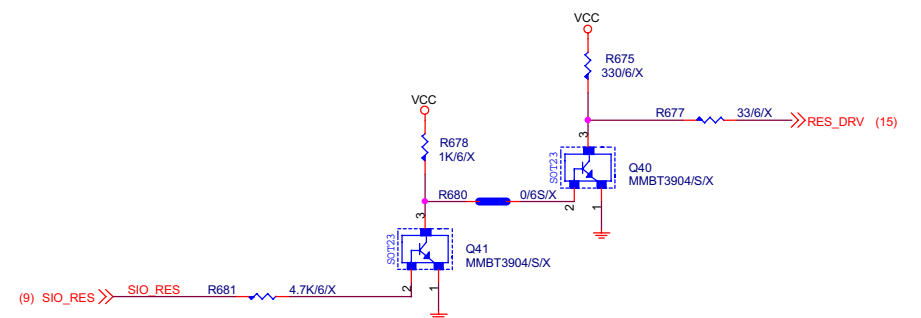 VCC
R675
330/6/X
R677
33/6/X
RES_DRV (15)
VCC
R678
1K/6/X
3
SOT23
Q40
MMBT3904/S/X
R680
0/6S/X
2
1
3
SOT23
Q41
MMBT3904/S/X
(9) SIO_RES
SIO_RES
R681
4.7K/6/X
2
1